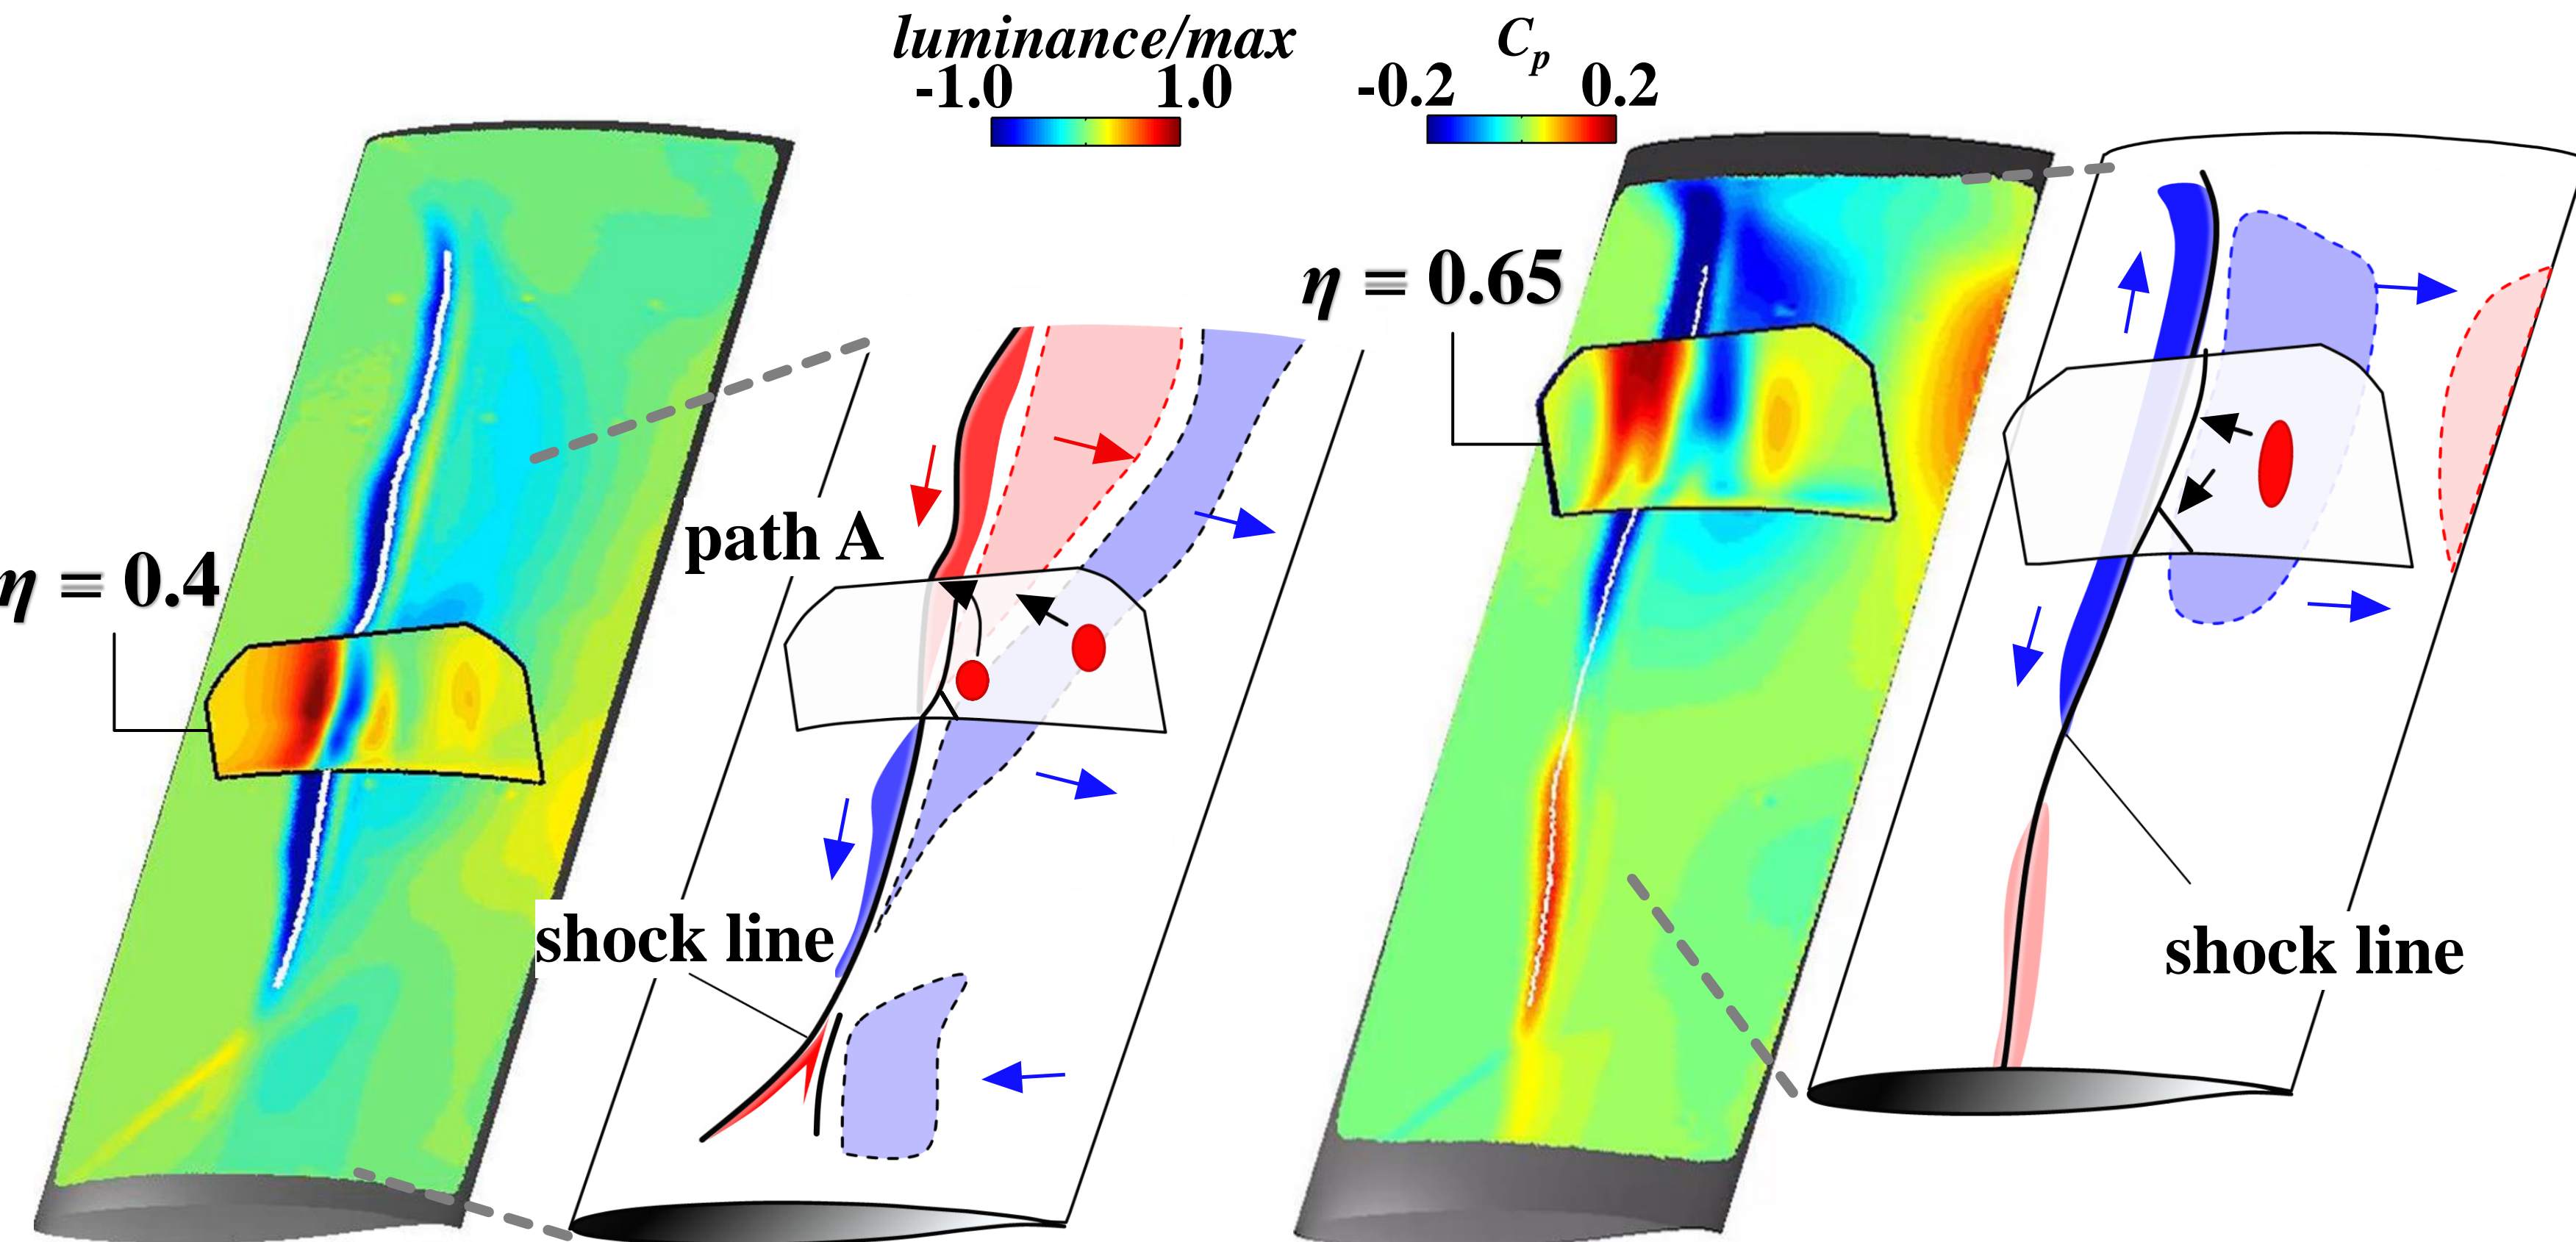 luminance/max
-1.0 1.0
C_p
-0.2 0.2
η = 0.65
path A
η = 0.4
shock line
shock line